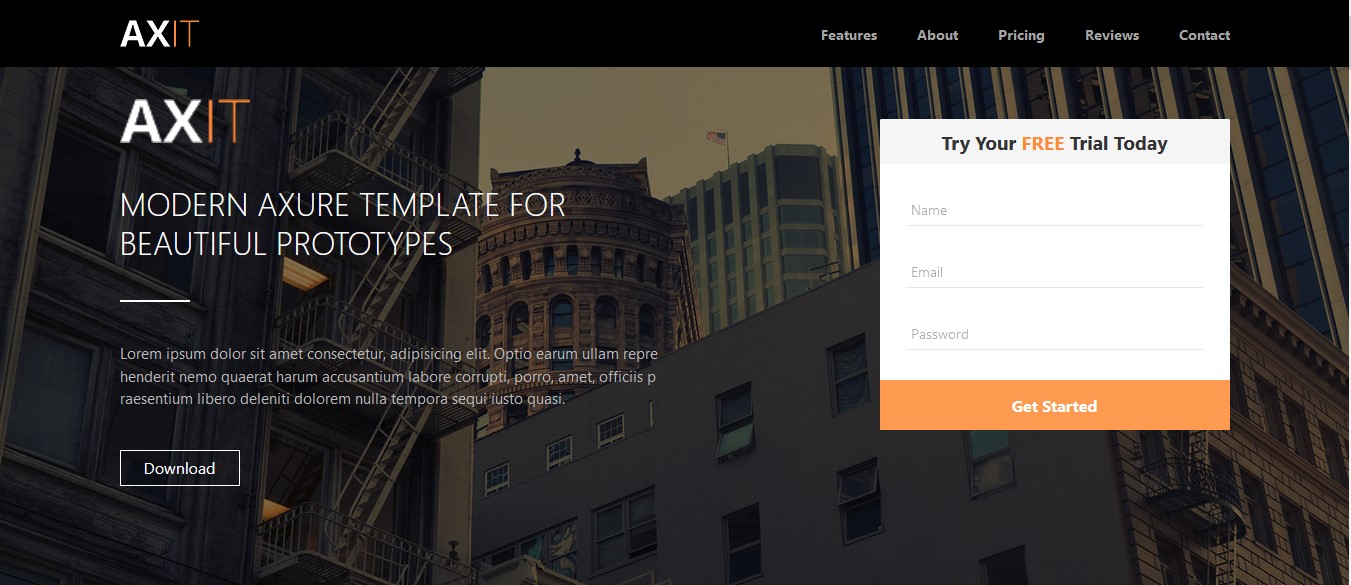 AXIT
Features About Pricing Reviews Contact
AXIT
MODERN AXURE TEMPLATE FOR
BEAUTIFUL PROTOTYPES
Lorem ipsum dolor sit amet consectetur, adipisicing elit. Optio earum ullam repre
henderit nemo quaerat harum accusantium labore corrupti, porro, amet, officiis p
raesentium libero deleniti dolorem nulla tempora sequi iusto quasi.
Download
Try Your FREE Trial Today
Name
Email
Password
Get Started